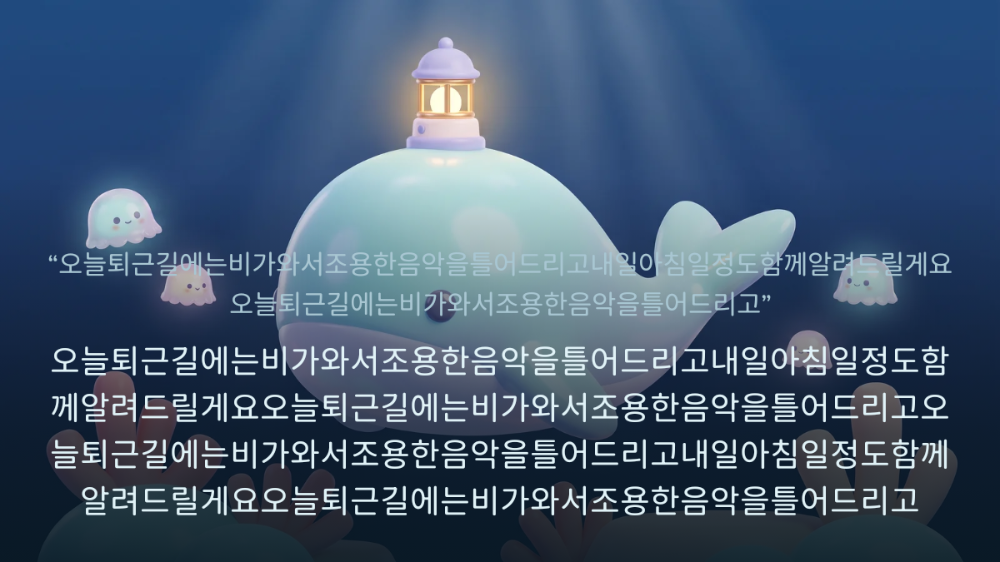 “오늘퇴근길에는비가와서조용한음악을틀어드리고내일아침일정도함께알려드릴게요
오늘퇴근길에는비가와서조용한음악을틀어드리고”
오늘퇴근길에는비가와서조용한음악을틀어드리고내일아침일정도함
께알려드릴게요오늘퇴근길에는비가와서조용한음악을틀어드리고오
늘퇴근길에는비가와서조용한음악을틀어드리고내일아침일정도함께
알려드릴게요오늘퇴근길에는비가와서조용한음악을틀어드리고